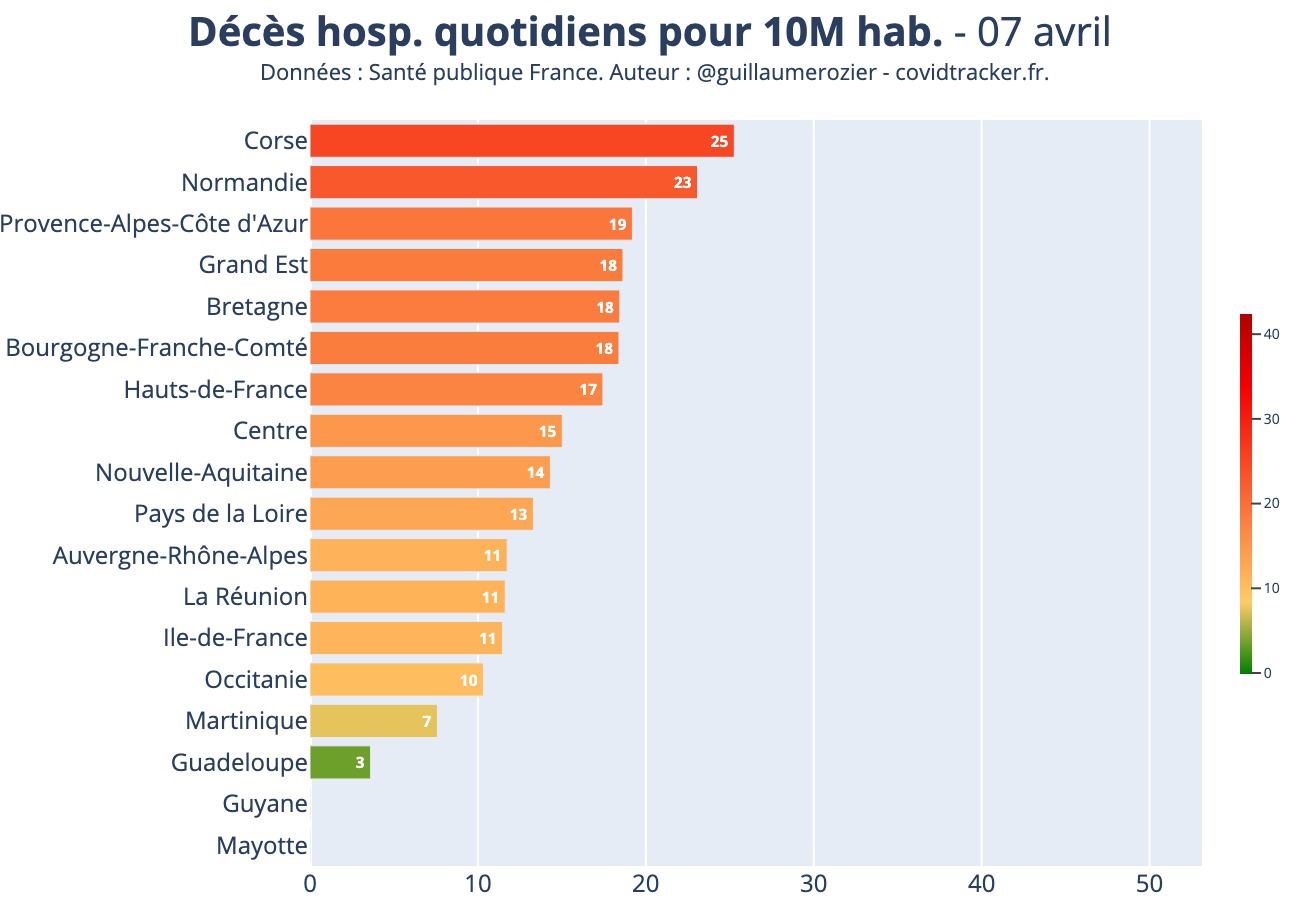 Décès hosp. quotidiens pour 10M hab. - 07 avril
Données : Santé publique France. Auteur : @guillaumerozier - covidtracker.fr.
Corse 25
Normandie 23
Provence-Alpes-Côte d'Azur 19
Grand Est 18
Bretagne 18
Bourgogne-Franche-Comté 18
Hauts-de-France 17
Centre 15
Nouvelle-Aquitaine 14
Pays de la Loire 13
Auvergne-Rhône-Alpes 11
La Réunion 11
Ile-de-France 11
Occitanie 10
Martinique 7
Guadeloupe 3
Guyane
Mayotte
0 10 20 30 40 50
40
30
20
10
0